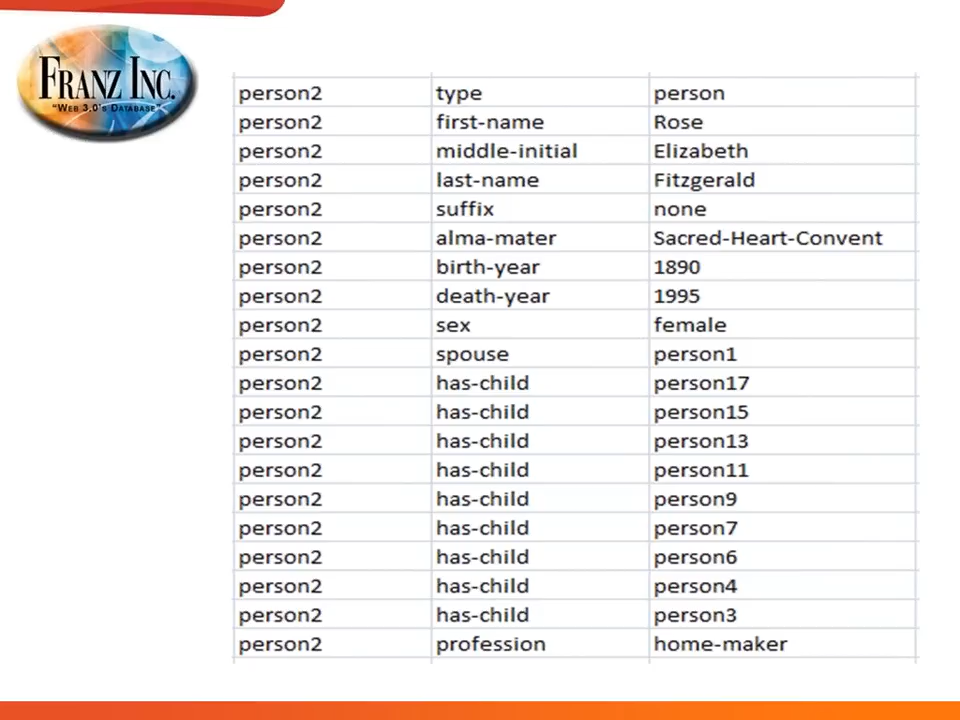 FRANZ INC.
"WEB 3.0'S DATABASE"
person2 type person
person2 first-name Rose
person2 middle-initial Elizabeth
person2 last-name Fitzgerald
person2 suffix none
person2 alma-mater Sacred-Heart-Convent
person2 birth-year 1890
person2 death-year 1995
person2 sex female
person2 spouse person1
person2 has-child person17
person2 has-child person15
person2 has-child person13
person2 has-child person11
person2 has-child person9
person2 has-child person7
person2 has-child person6
person2 has-child person4
person2 has-child person3
person2 profession home-maker